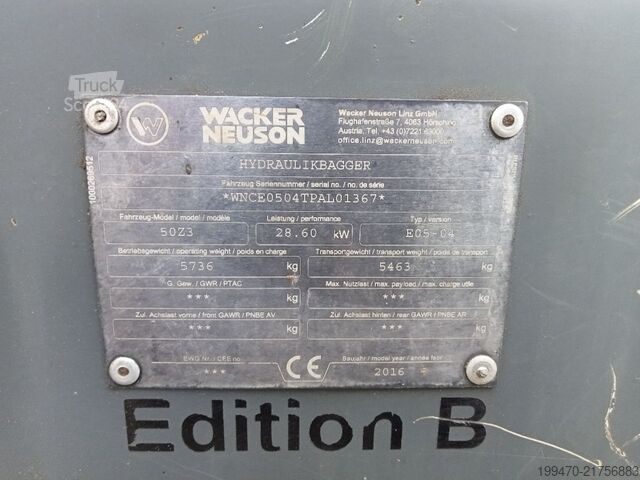 Truck
WACKER
NEUSON
Wacker Neuson Linz GmbH
Flughafenstraße 7, 4063 Hörsching
Austria, Tel. +43 (0)7221 63000
office.linz@wackerneuson.com
1000268512
HYDRAULIKBAGGER
Fahrzeug Seriennummer / serial no. / no. de série
*WNCE0504TPAL01367*
Fahrzeug-Model / model / modèle
Leistung / performance
Typ / version
50Z3
28.60 kW
E05-04
Betriebsgewicht / operating weight / poids en charge
Transportgewicht / transport weight / poids de transport
5736 kg
5463 kg
G. Gew. / GWR / PTAC
Max. Nutzlast / max. payload / max. charge utile
*** kg
*** kg
Zul. Achslast vorne / front GAWR / PNBE AV
Zul. Achslast hinten / rear GAWR / PNBE AR
*** kg
*** kg
EWG Nr. / CEE no.
CE
Baujahr / model year / année
***
2016
Edition B
199470-21756883